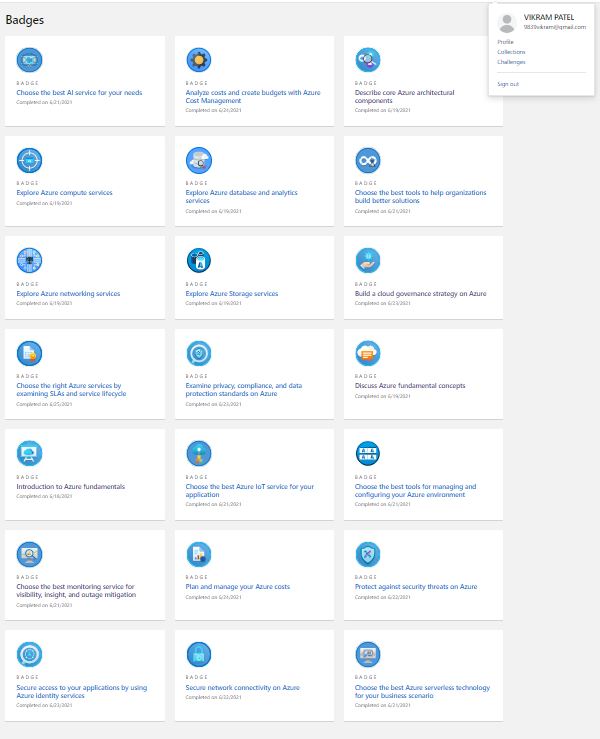 Badges
VIKRAM PATEL
9839vikram@gmail.com
Profile
Collections
Challenges
Sign out
BADGE
Choose the best AI service for your needs
Completed on 6/21/2021
BADGE
Analyze costs and create budgets with Azure
Cost Management
Completed on 6/24/2021
BADGE
Describe core Azure architectural
components
Completed on 6/19/2021
BADGE
Explore Azure compute services
Completed on 6/19/2021
BADGE
Explore Azure database and analytics
services
Completed on 6/19/2021
BADGE
Choose the best tools to help organizations
build better solutions
Completed on 6/21/2021
BADGE
Explore Azure networking services
Completed on 6/19/2021
BADGE
Explore Azure Storage services
Completed on 6/19/2021
BADGE
Build a cloud governance strategy on Azure
Completed on 6/23/2021
BADGE
Choose the right Azure services by
examining SLAs and service lifecycle
Completed on 6/25/2021
BADGE
Examine privacy, compliance, and data
protection standards on Azure
Completed on 6/23/2021
BADGE
Discuss Azure fundamental concepts
Completed on 6/19/2021
BADGE
Introduction to Azure fundamentals
Completed on 6/18/2021
BADGE
Choose the best Azure IoT service for your
application
Completed on 6/21/2021
BADGE
Choose the best tools for managing and
configuring your Azure environment
Completed on 6/21/2021
BADGE
Choose the best monitoring service for
visibility, insight, and outage mitigation
Completed on 6/21/2021
BADGE
Plan and manage your Azure costs
Completed on 6/24/2021
BADGE
Protect against security threats on Azure
Completed on 6/22/2021
BADGE
Secure access to your applications by using
Azure identity services
Completed on 6/23/2021
BADGE
Secure network connectivity on Azure
Completed on 6/22/2021
BADGE
Choose the best Azure serverless technology
for your business scenario
Completed on 6/21/2021